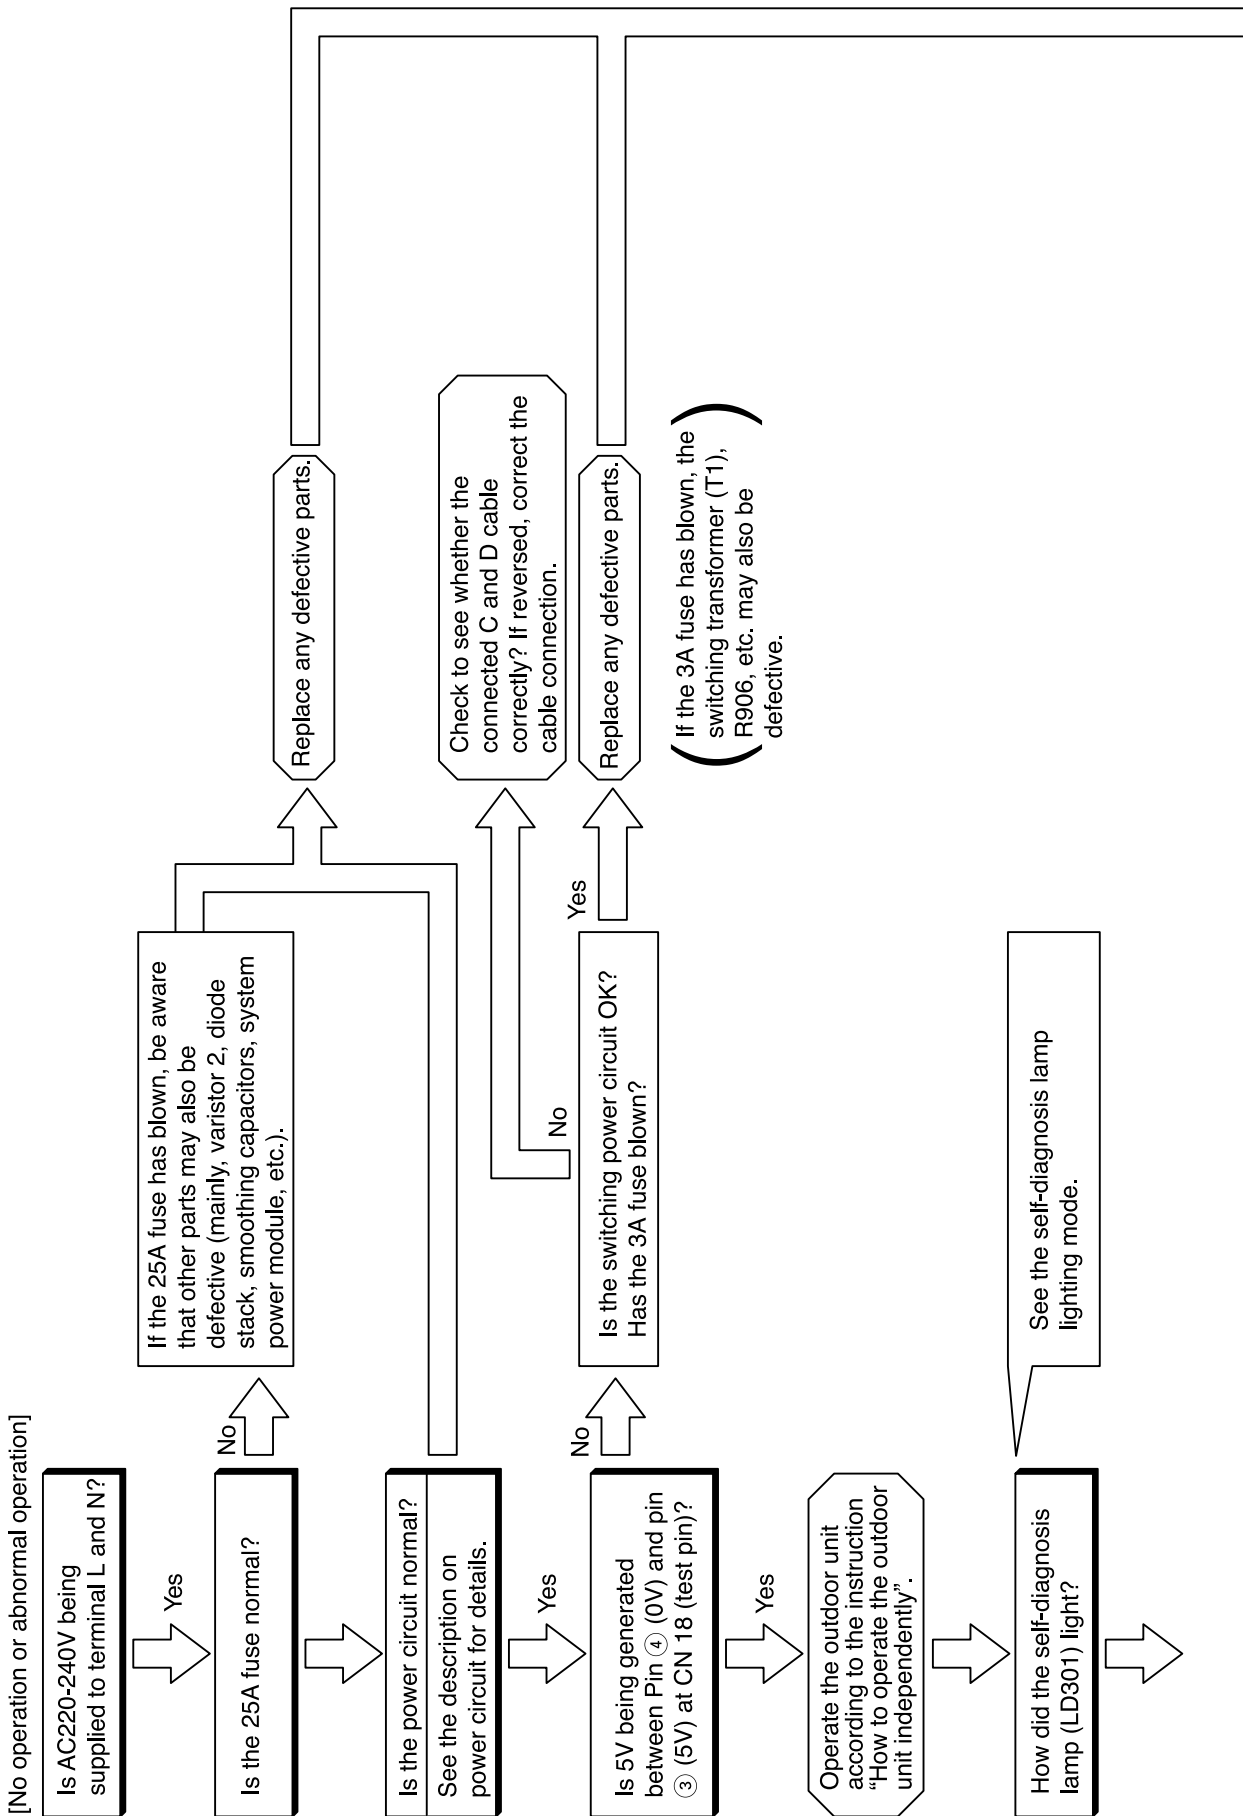 [No operation or abnormal operation]
Is AC220-240V being
supplied to terminal L and N?
Yes
Is the 25A fuse normal?
No
If the 25A fuse has blown, be aware
that other parts may also be
defective (mainly, varistor 2, diode
stack, smoothing capacitors, system
power module, etc.).
Replace any defective parts.
Is the power circuit normal?
See the description on
power circuit for details.
Yes
Is 5V being generated
between Pin ④ (0V) and pin
③ (5V) at CN 18 (test pin)?
No
Is the switching power circuit OK?
Has the 3A fuse blown?
No
Check to see whether the
connected C and D cable
correctly? If reversed, correct the
cable connection.
Yes
Replace any defective parts.
(If the 3A fuse has blown, the
switching transformer (T1),
R906, etc. may also be
defective.)
Yes
Operate the outdoor unit
according to the instruction
“How to operate the outdoor
unit independently”.
How did the self-diagnosis
lamp (LD301) light?
See the self-diagnosis lamp
lighting mode.